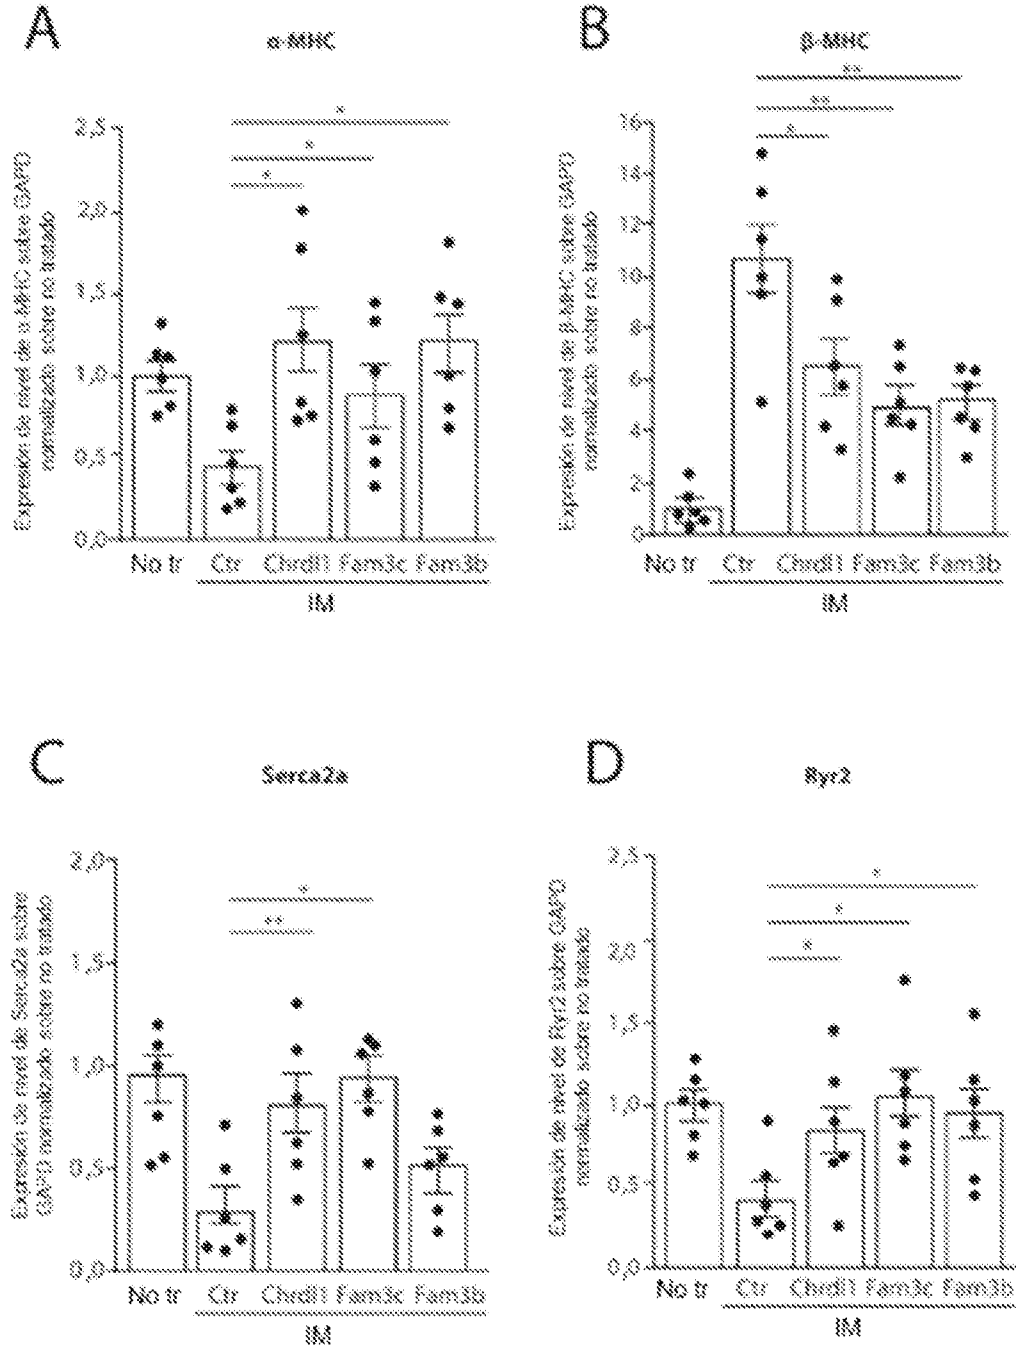 A
α-MHC
Expresión de nivel de α-MHC sobre GAPD
normalizado sobre no tratado
2,5
2,0
1,5
1,0
0,5
0,0
*
*
*
No tr Ctr Chrdl1 Fam3c Fam3b
IM
B
β-MHC
Expresión de nivel de β-MHC sobre GAPD
normalizado sobre no tratado
16
14
12
10
8
6
4
2
0
**
**
*
No tr Ctr Chrdl1 Fam3c Fam3b
IM
C
Serca2a
Expresión de nivel de Serca2a sobre
GAPD normalizado sobre no tratado
2,0
1,5
1,0
0,5
0,0
*
**
No tr Ctr Chrdl1 Fam3c Fam3b
IM
D
Ryr2
Expresión de nivel de Ryr2 sobre GAPD
normalizado sobre no tratado
2,5
2,0
1,5
1,0
0,5
0,0
*
*
*
No tr Ctr Chrdl1 Fam3c Fam3b
IM